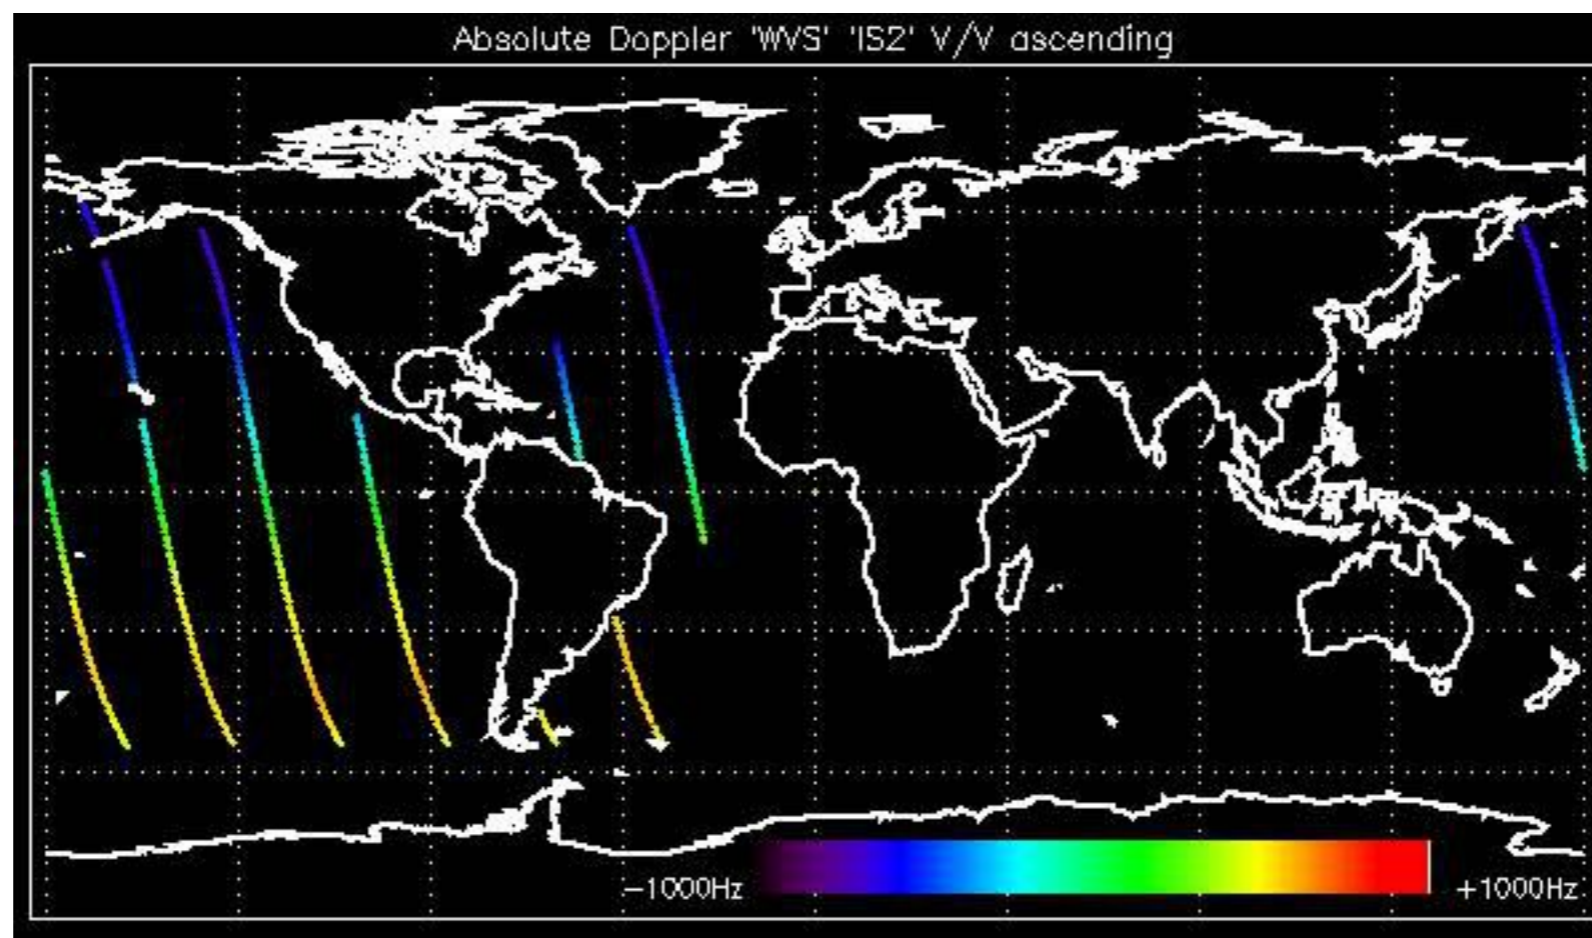 Absolute Doppler 'WVS' 'IS2' V/V ascending
−1000Hz +1000Hz